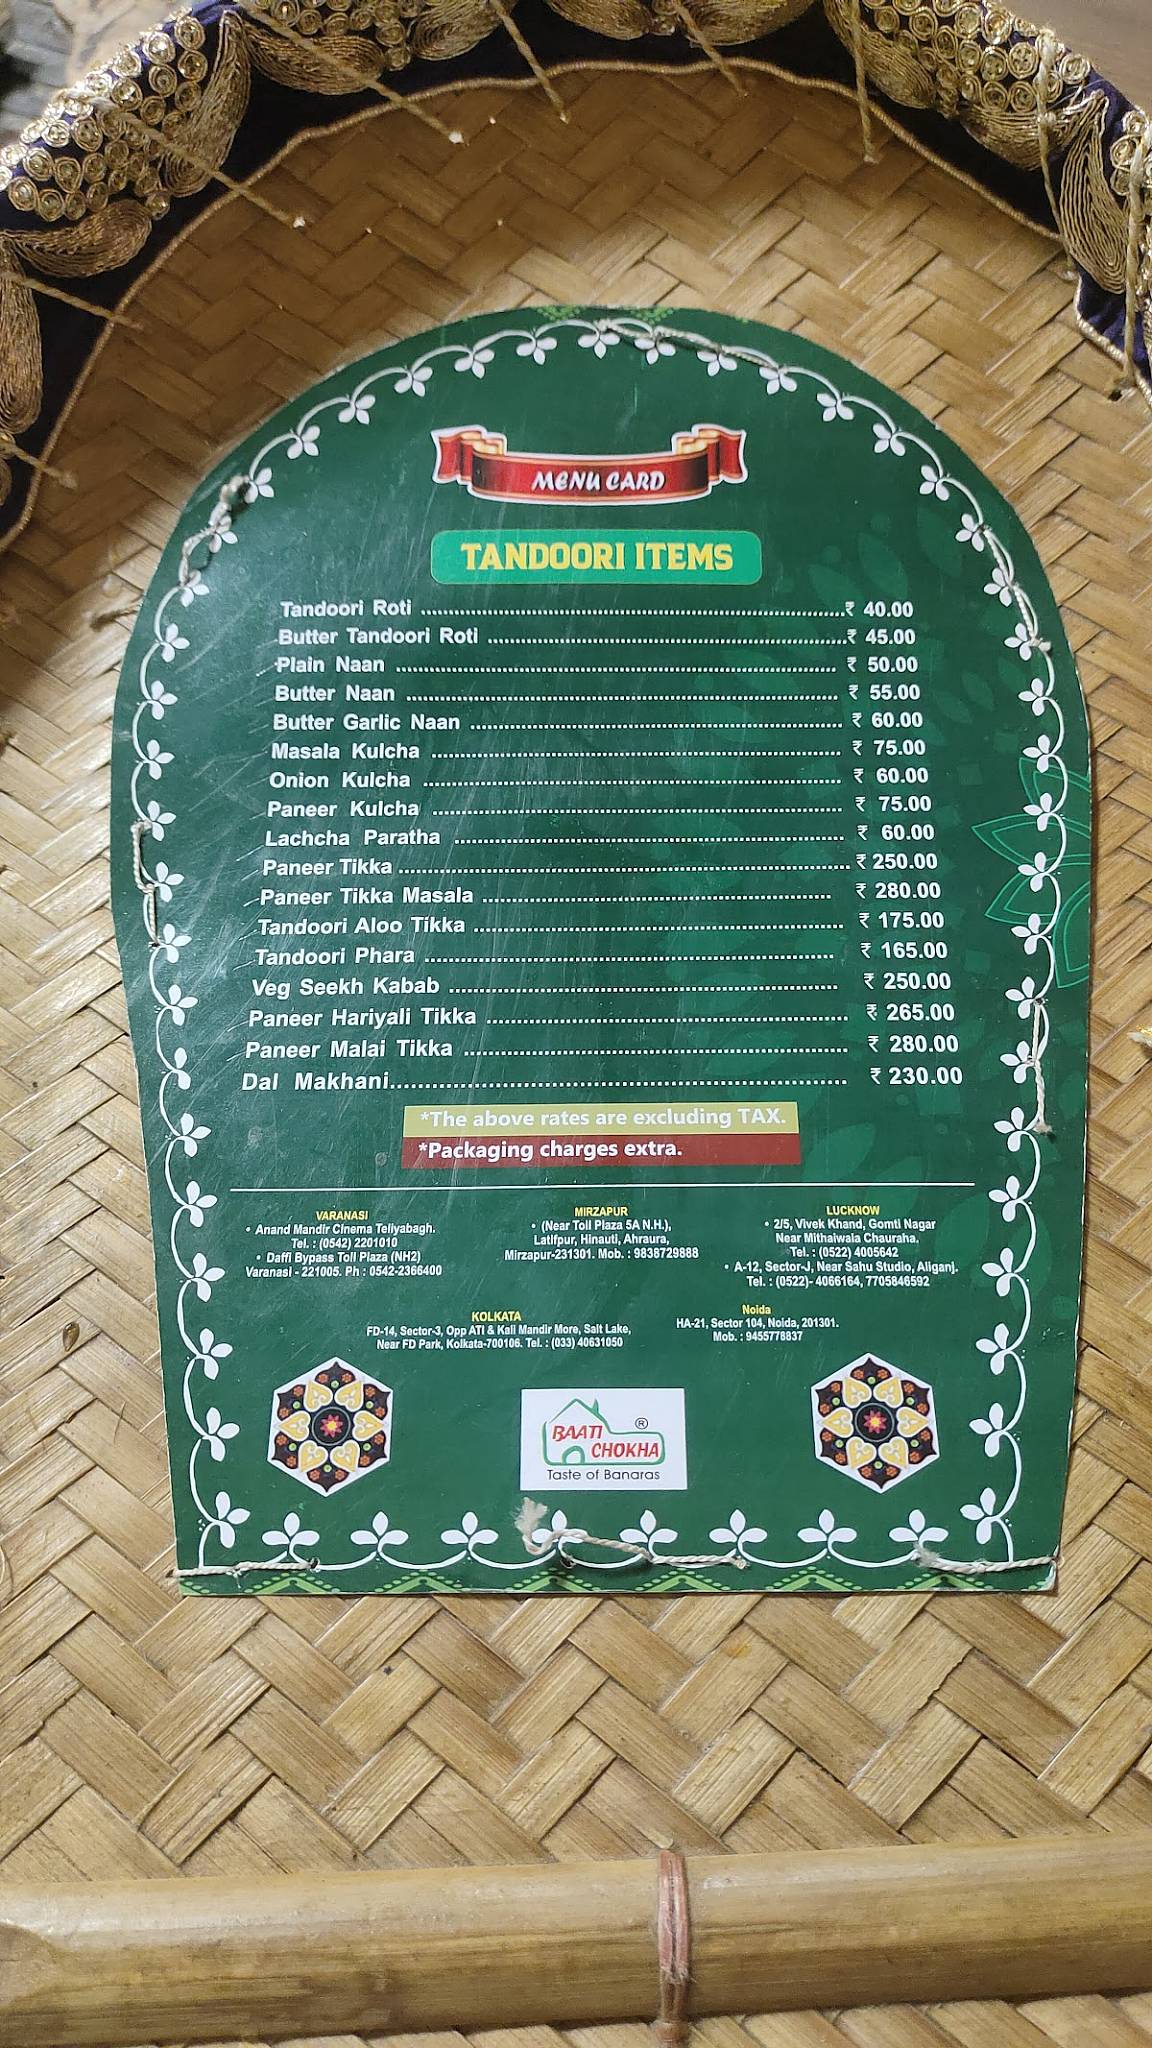 MENU CARD
TANDOORI ITEMS
Tandoori Roti ........ ₹ 40.00
Butter Tandoori Roti ........ ₹ 45.00
Plain Naan ........ ₹ 50.00
Butter Naan ........ ₹ 55.00
Butter Garlic Naan ........ ₹ 60.00
Masala Kulcha ........ ₹ 75.00
Onion Kulcha ........ ₹ 60.00
Paneer Kulcha ........ ₹ 75.00
Lachcha Paratha ........ ₹ 60.00
Paneer Tikka ........ ₹ 250.00
Paneer Tikka Masala ........ ₹ 280.00
Tandoori Aloo Tikka ........ ₹ 175.00
Tandoori Phara ........ ₹ 165.00
Veg Seekh Kabab ........ ₹ 250.00
Paneer Hariyali Tikka ........ ₹ 265.00
Paneer Malai Tikka ........ ₹ 280.00
Dal Makhani ........ ₹ 230.00
*The above rates are excluding TAX.
*Packaging charges extra.
VARANASI
• Anand Mandir Cinema Teliyabagh.
Tel. : (0542) 2201010
• Daffi Bypass Toll Plaza (NH2)
Varanasi - 221005. Ph : 0542-2366400
MIRZAPUR
• (Near Toll Plaza 5A N.H.),
Latifpur, Hinauti, Ahraura,
Mirzapur-231301. Mob. : 9838729888
LUCKNOW
• 2/5, Vivek Khand, Gomti Nagar
Near Mithaiwala Chauraha.
Tel. : (0522) 4005642
• A-12, Sector-J, Near Sahu Studio, Aliganj.
Tel. : (0522)- 4066164, 7705846592
KOLKATA
FD-14, Sector-3, Opp ATI & Kali Mandir More, Salt Lake,
Near FD Park, Kolkata-700106. Tel. : (033) 40631050
Noida
HA-21, Sector 104, Noida, 201301.
Mob. : 9455778837
BAATI ®
CHOKHA
Taste of Banaras